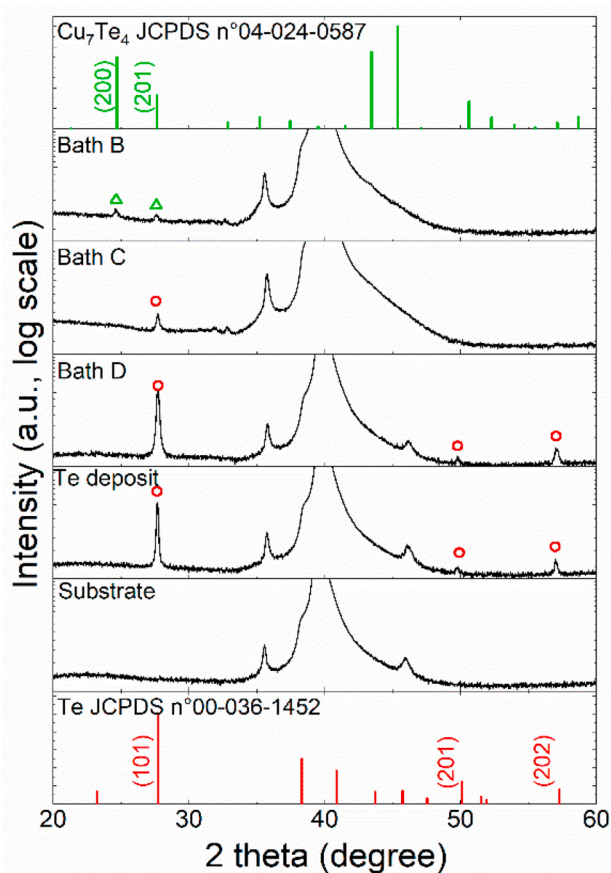 Cu₇Te₄ JCPDS n°04-024-0587
(200)
(201)
Bath B
Bath C
Bath D
Te deposit
Substrate
Te JCPDS n°00-036-1452
(101)
(201)
(202)
Intensity (a.u., log scale)
20 30 40 50 60
2 theta (degree)